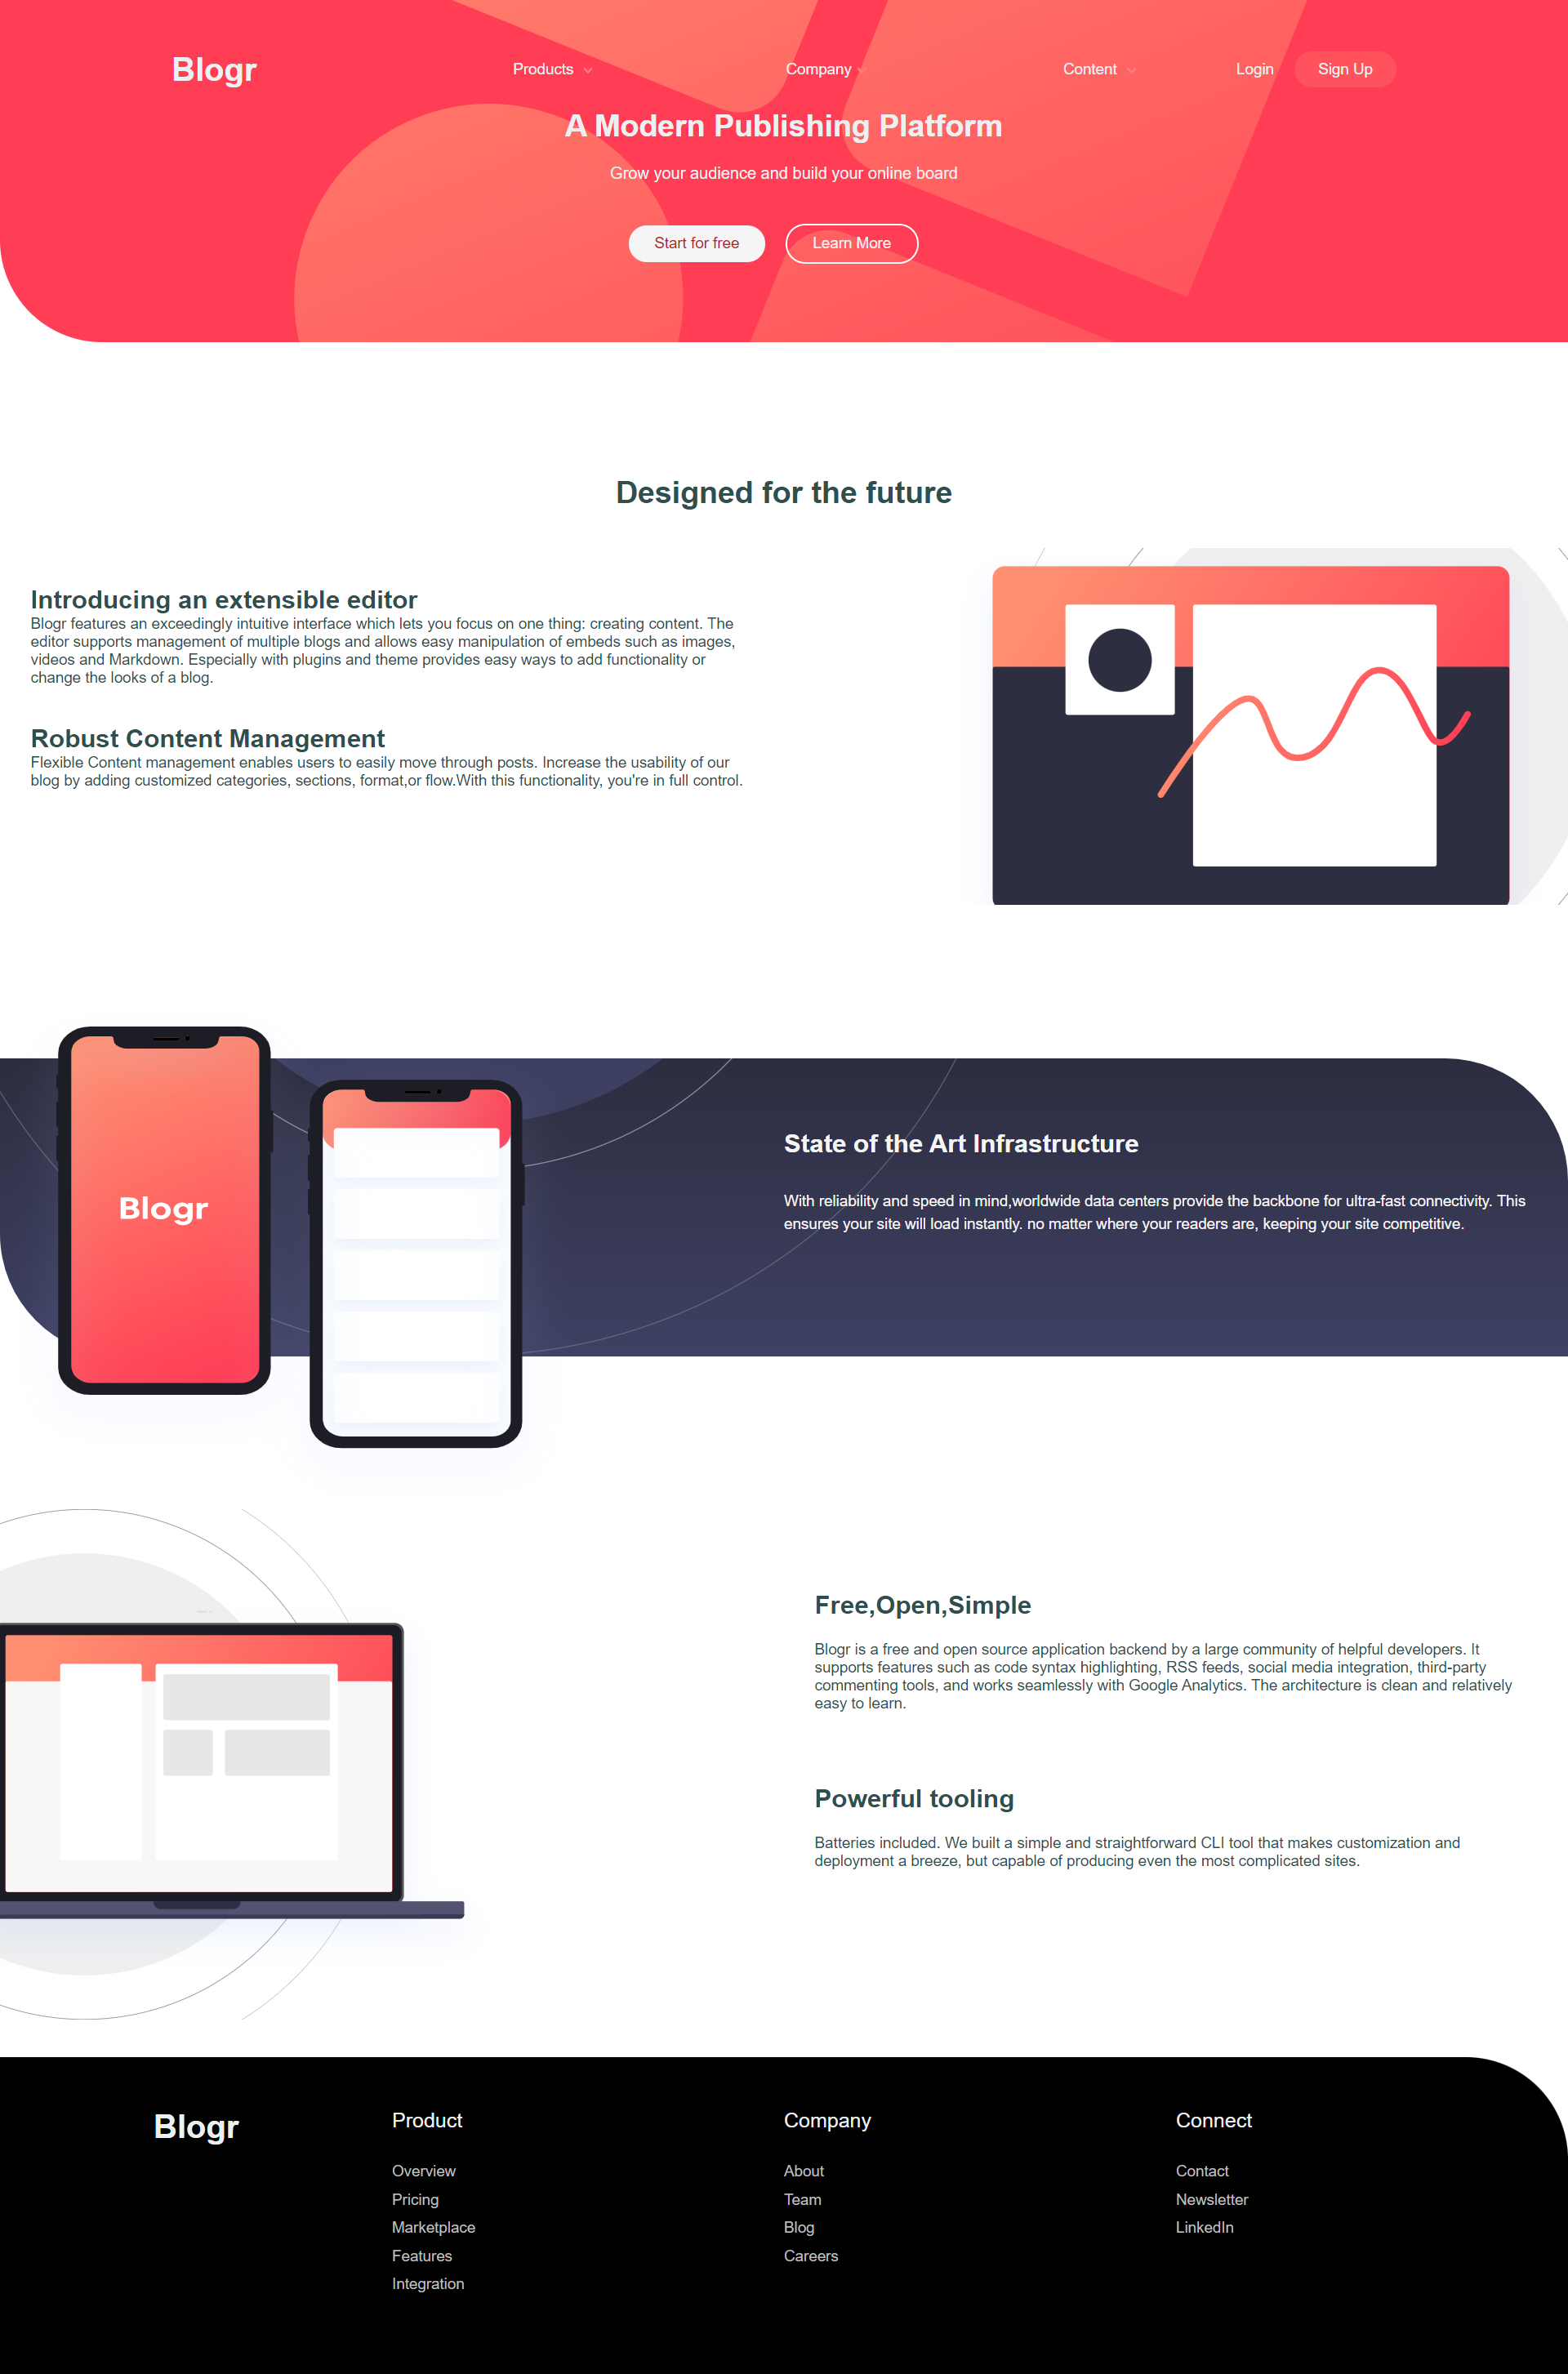 Blogr
Products
Company
Content
Login
Sign Up
A Modern Publishing Platform
Grow your audience and build your online board
Start for free
Learn More
Designed for the future
Introducing an extensible editor
Blogr features an exceedingly intuitive interface which lets you focus on one thing: creating content. The
editor supports management of multiple blogs and allows easy manipulation of embeds such as images,
videos and Markdown. Especially with plugins and theme provides easy ways to add functionality or
change the looks of a blog.
Robust Content Management
Flexible Content management enables users to easily move through posts. Increase the usability of our
blog by adding customized categories, sections, format,or flow.With this functionality, you're in full control.
Blogr
State of the Art Infrastructure
With reliability and speed in mind,worldwide data centers provide the backbone for ultra-fast connectivity. This
ensures your site will load instantly. no matter where your readers are, keeping your site competitive.
Free,Open,Simple
Blogr is a free and open source application backend by a large community of helpful developers. It
supports features such as code syntax highlighting, RSS feeds, social media integration, third-party
commenting tools, and works seamlessly with Google Analytics. The architecture is clean and relatively
easy to learn.
Powerful tooling
Batteries included. We built a simple and straightforward CLI tool that makes customization and
deployment a breeze, but capable of producing even the most complicated sites.
Blogr
Product
Overview
Pricing
Marketplace
Features
Integration
Company
About
Team
Blog
Careers
Connect
Contact
Newsletter
LinkedIn